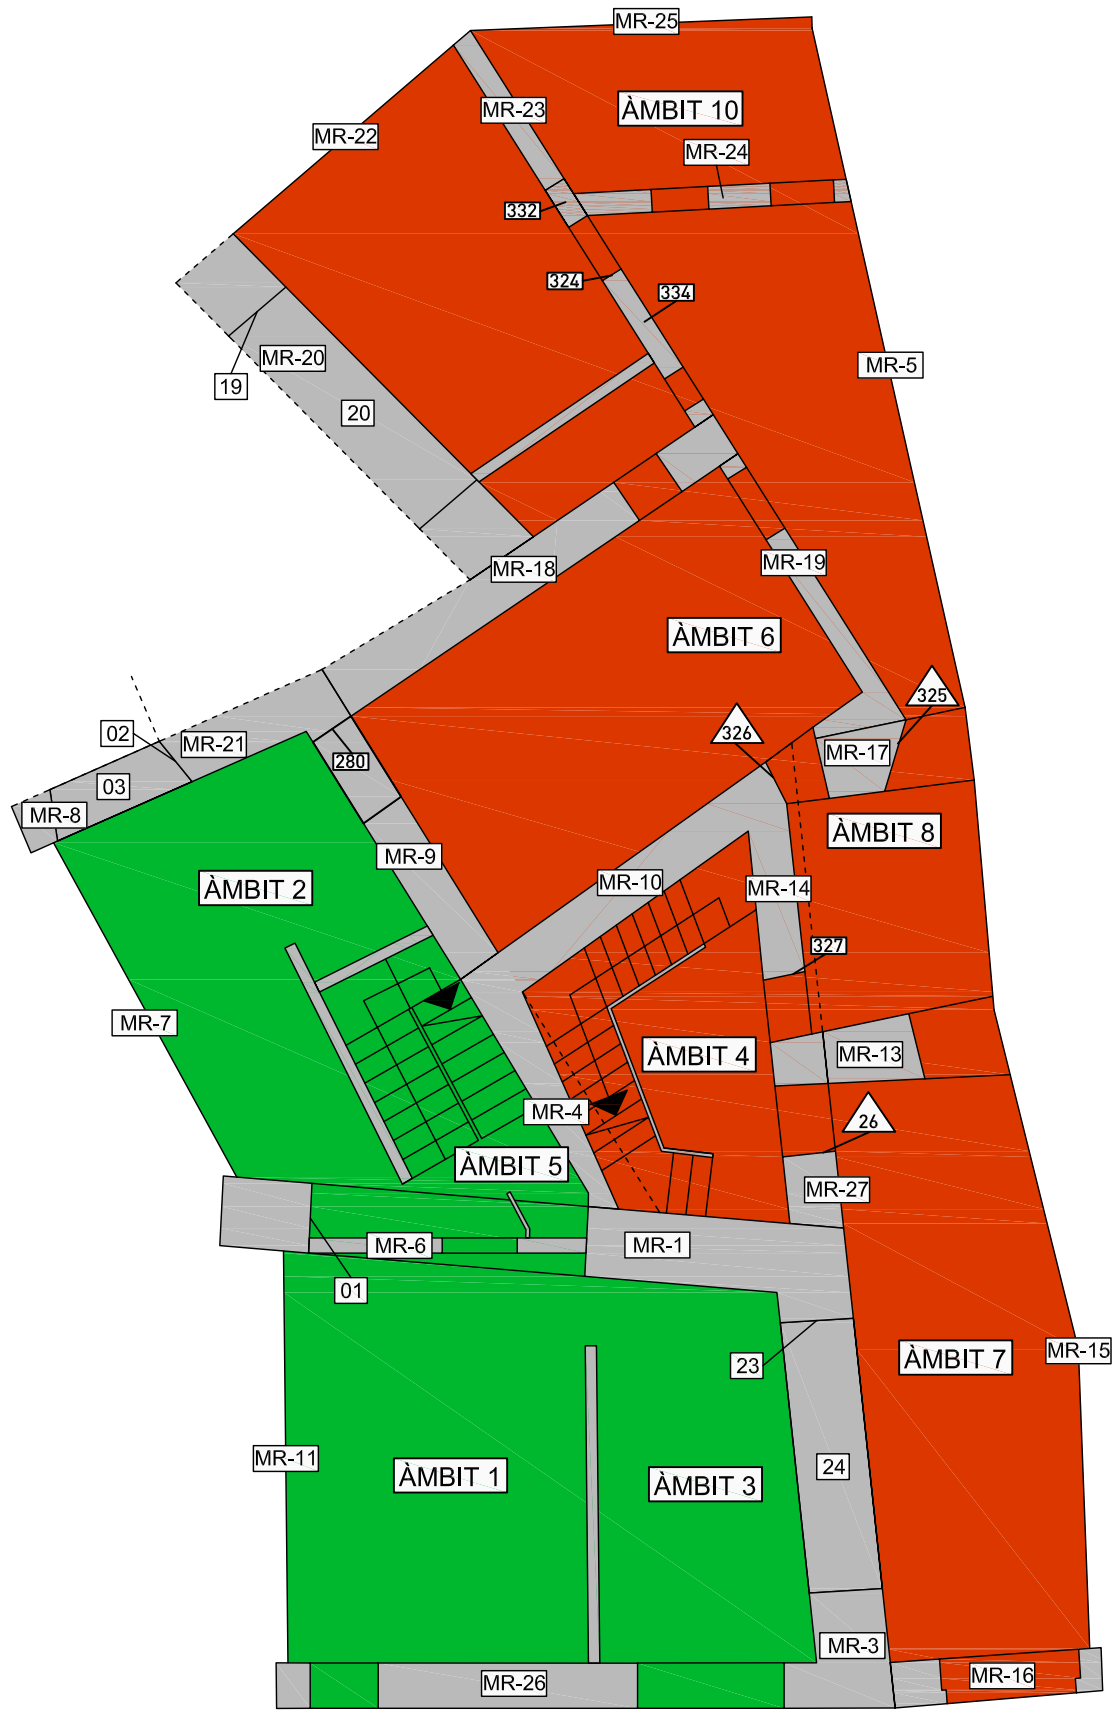 MR-25
ÀMBIT 10
MR-23
MR-22
MR-24
332
324
334
MR-20
19
20
MR-5
MR-18
MR-19
ÀMBIT 6
325
326
02
MR-21
280
MR-17
03
MR-8
ÀMBIT 8
MR-9
ÀMBIT 2
MR-10
MR-14
327
MR-7
ÀMBIT 4
MR-13
MR-4
26
ÀMBIT 5
MR-27
MR-6
MR-1
01
23
ÀMBIT 7
MR-15
MR-11
ÀMBIT 1
ÀMBIT 3
24
MR-3
MR-26
MR-16